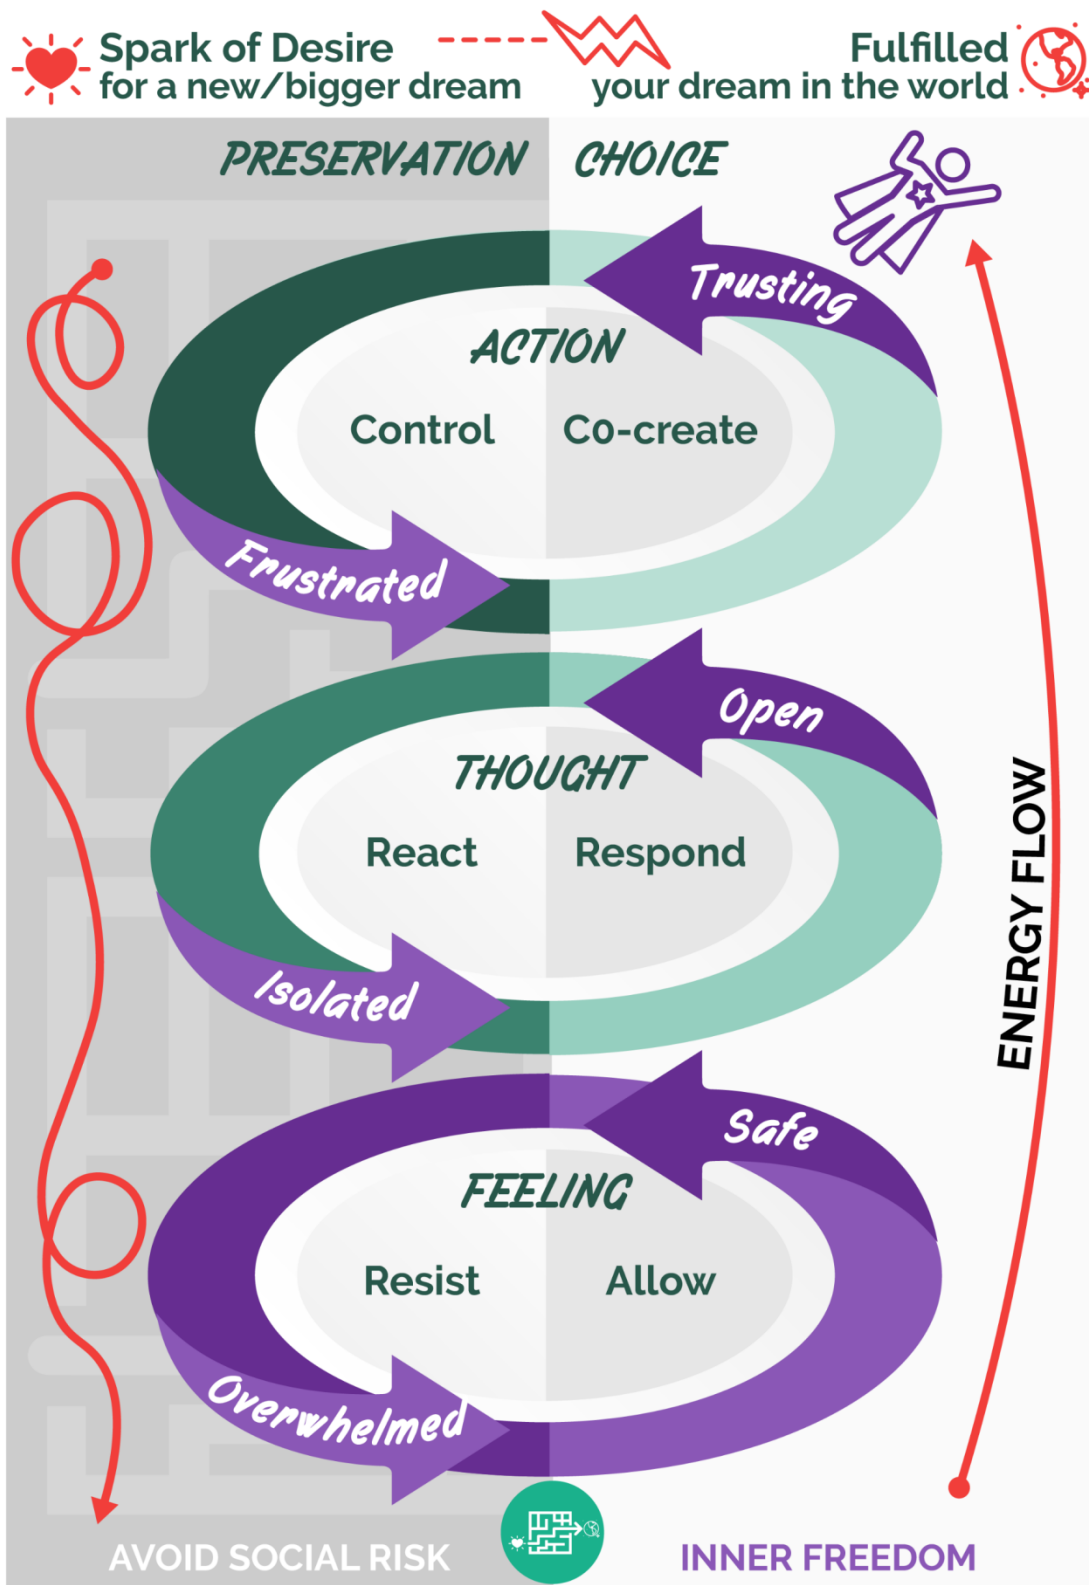 Spark of Desire
for a new/bigger dream
Fulfilled
your dream in the world
PRESERVATION
CHOICE
Trusting
ACTION
Control
C0-create
Frustrated
Open
THOUGHT
React
Respond
Isolated
ENERGY FLOW
Safe
FEELING
Resist
Allow
Overwhelmed
AVOID SOCIAL RISK
INNER FREEDOM